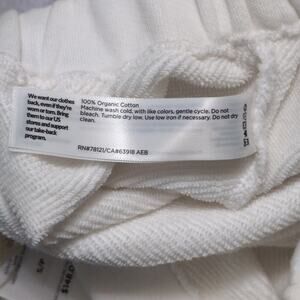 We want our clothes
back, even if they're
worn or torn. Bring
them to our US
stores and support
our take-back
program.
100% Organic Cotton
Machine wash cold, with like colors, gentle cycle. Do not
bleach. Tumble dry low. Use low iron if necessary. Do not dry
clean.
RN#78121/CA#63918 AEB
S/P